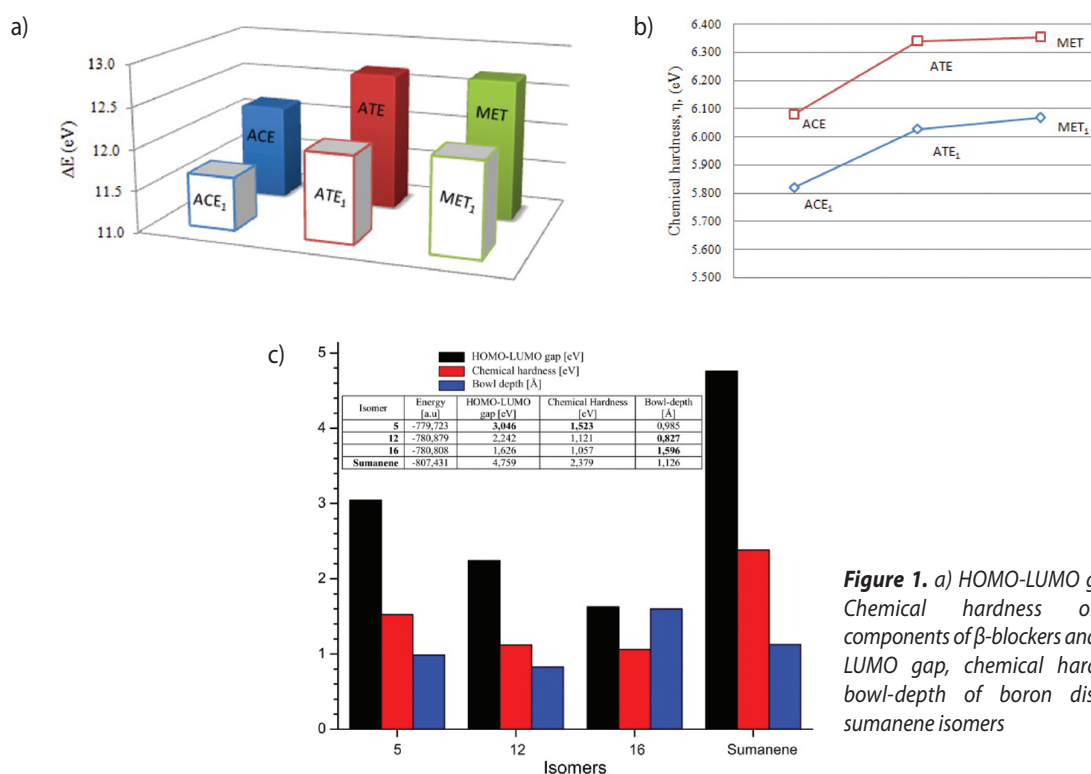 a)
ΔE (eV)
13.0
12.5
12.0
11.5
11.0
ACE
ATE
MET
ACE₁
ATE₁
MET₁
b)
Chemical hardness, η, (eV)
6.400
6.300
6.200
6.100
6.000
5.900
5.800
5.700
5.600
5.500
MET
ATE
ACE
MET₁
ATE₁
ACE₁
c)
HOMO-LUMO gap [eV]
Chemical hardness [eV]
Bowl depth [Å]
Isomer Energy [a.u] HOMO-LUMO gap [eV] Chemical Hardness [eV] Bowl-depth [Å]
5 -779,723 3,046 1,523 0,985
12 -780,879 2,242 1,121 0,827
16 -780,808 1,626 1,057 1,596
Sumanene -807,431 4,759 2,379 1,126
5
4
3
2
1
0
5 12 16 Sumanene
Isomers
Figure 1. a) HOMO-LUMO
Chemical hardness
components of β-blockers and
LUMO gap, chemical
bowl-depth of boron
sumanene isomers